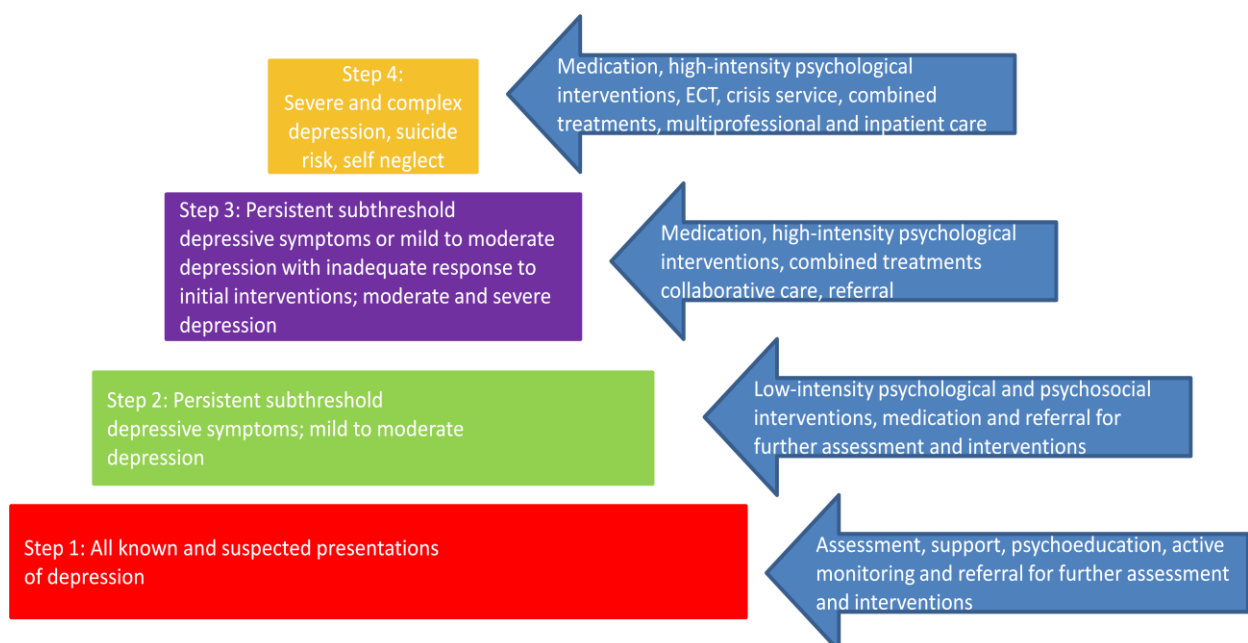 Step 4:
Severe and complex
depression, suicide
risk, self neglect
Medication, high-intensity psychological
interventions, ECT, crisis service, combined
treatments, multiprofessional and inpatient care
Step 3: Persistent subthreshold
depressive symptoms or mild to moderate
depression with inadequate response to
initial interventions; moderate and severe
depression
Medication, high-intensity psychological
interventions, combined treatments
collaborative care, referral
Step 2: Persistent subthreshold
depressive symptoms; mild to moderate
depression
Low-intensity psychological and psychosocial
interventions, medication and referral for
further assessment and interventions
Step 1: All known and suspected presentations
of depression
Assessment, support, psychoeducation, active
monitoring and referral for further assessment
and interventions